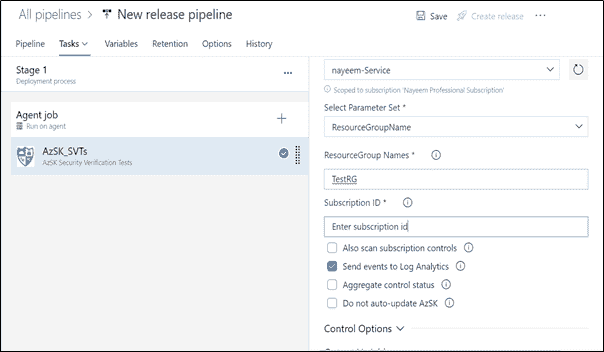 All pipelines > New release pipeline
Save
Create release
...
Pipeline
Tasks
Variables
Retention
Options
History
Stage 1
Deployment process
...
Agent job
Run on agent
+
AzSK_SVTs
AzSK Security Verification Tests
nayeem-Service
Scoped to subscription 'Nayeem Professional Subscription'
Select Parameter Set *
ResourceGroupName
ResourceGroup Names *
TestRG
Subscription ID *
Enter subscription id
Also scan subscription controls
Send events to Log Analytics
Aggregate control status
Do not auto-update AzSK
Control Options